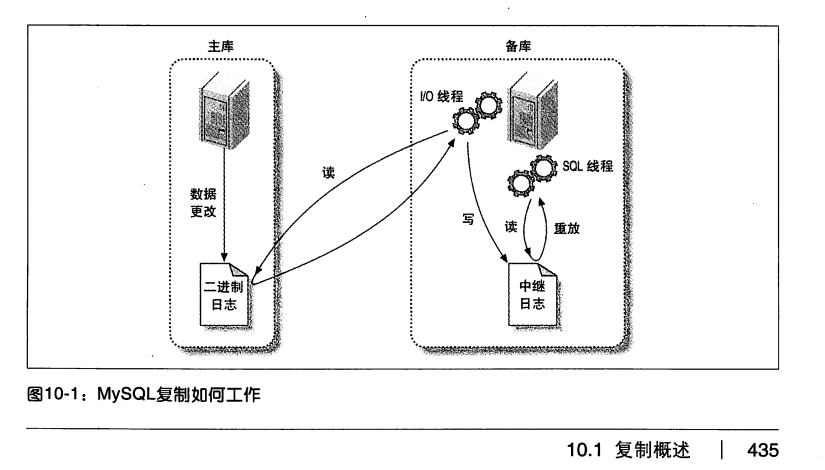 主库
备库
I/O 线程
SQL 线程
读
数据
更改
写
读
重放
二进制
日志
中继
日志
图10-1：MySQL复制如何工作
10.1 复制概述 | 435